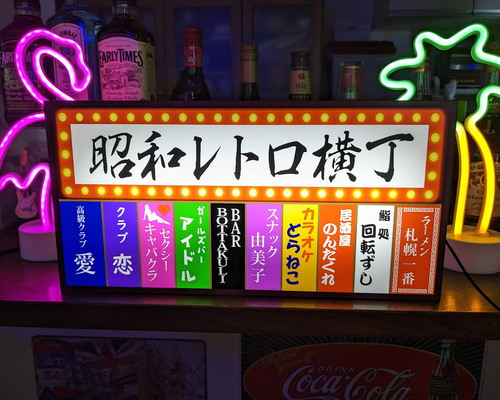 昭和レトロ横丁
高級クラブ 愛
クラブ 恋
セクシーキャバクラ
ガールズバー アイドル
BAR BOTTAKULI
スナック 由美子
カラオケ どらねこ
居酒屋 のんだくれ
鮨処 回転ずし
ラーメン 札幌一番
EARLY TIMES
EARLY TIMES
DRINK
Coca-Cola